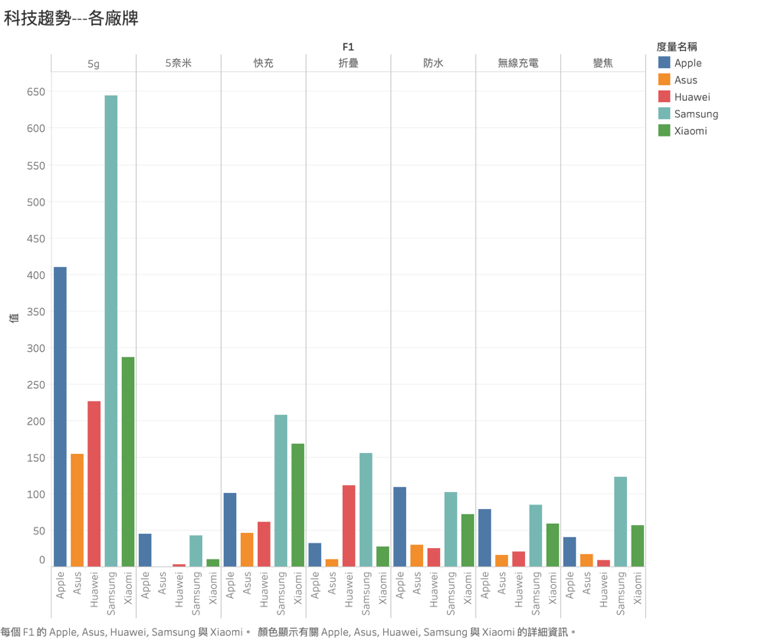 科技趨勢---各廠牌
F1
5g 5奈米 快充 折疊 防水 無線充電 變焦
度量名稱
Apple
Asus
Huawei
Samsung
Xiaomi
值
650
600
550
500
450
400
350
300
250
200
150
100
50
0
Apple Asus Huawei Samsung Xiaomi Apple Asus Huawei Samsung Xiaomi Apple Asus Huawei Samsung Xiaomi Apple Asus Huawei Samsung Xiaomi Apple Asus Huawei Samsung Xiaomi Apple Asus Huawei Samsung Xiaomi Apple Asus Huawei Samsung Xiaomi
每個 F1 的 Apple, Asus, Huawei, Samsung 與 Xiaomi。 顏色顯示有關 Apple, Asus, Huawei, Samsung 與 Xiaomi 的詳細資訊。